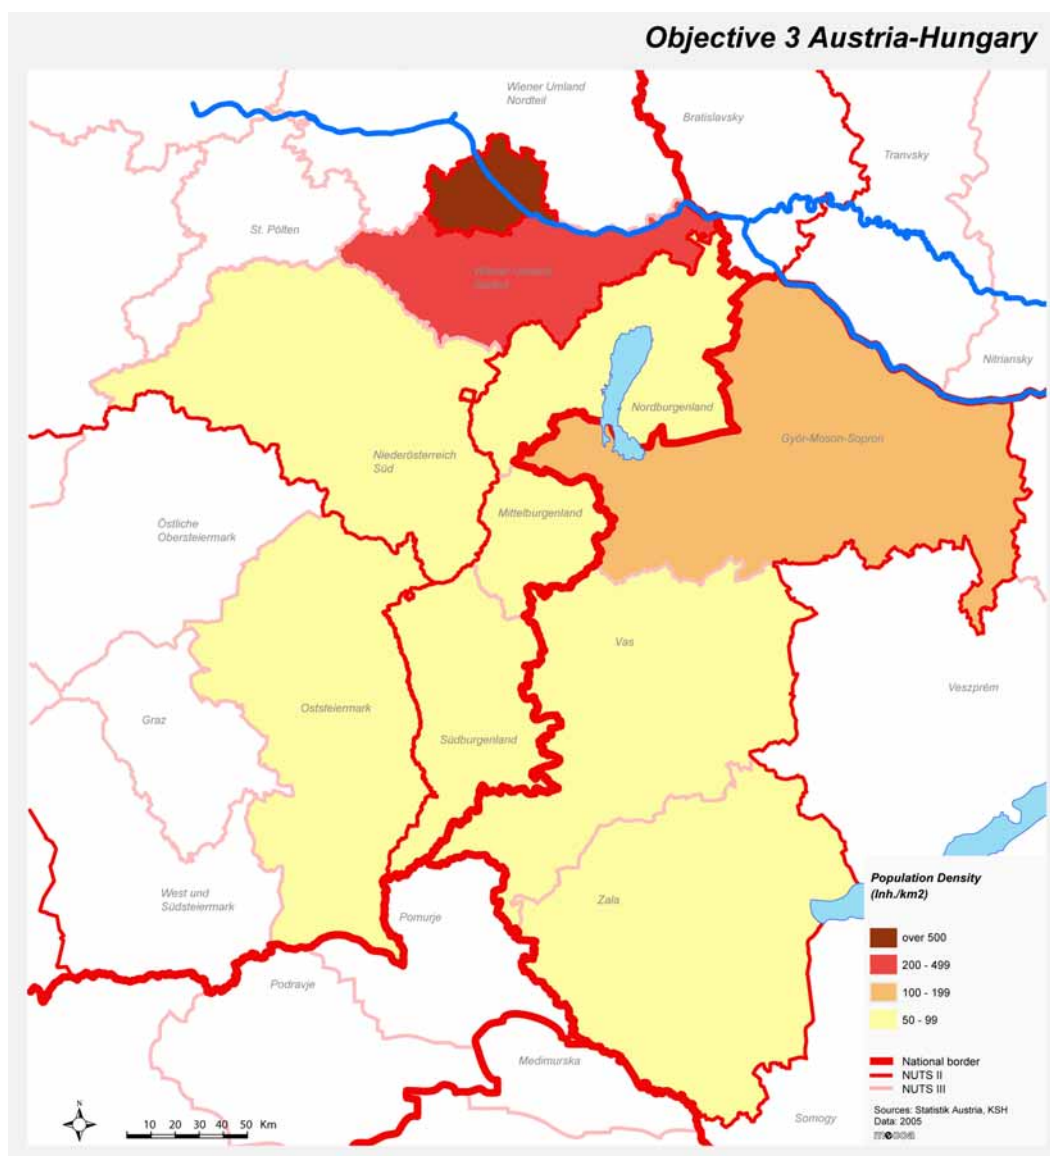 Objective 3 Austria-Hungary
Wiener Umland
Nordteil
Bratislavsky
Tranvsky
St. Pölten
Wiener Umland
Südteil
Nitriansky
Nordburgenland
Győr-Moson-Sopron
Niederösterreich
Süd
Mittelburgenland
Östliche
Obersteiermark
Vas
Veszprém
Oststeiermark
Graz
Südburgenland
Population Density
(Inh./km2)
West und
Südsteiermark
Zala
Pomurje
over 500
200 - 499
100 - 199
50 - 99
Podravje
Medimurska
National border
NUTS II
NUTS III
Somogy
Sources: Statistik Austria, KSH
Data: 2005
mecca
N
10 20 30 40 50 Km